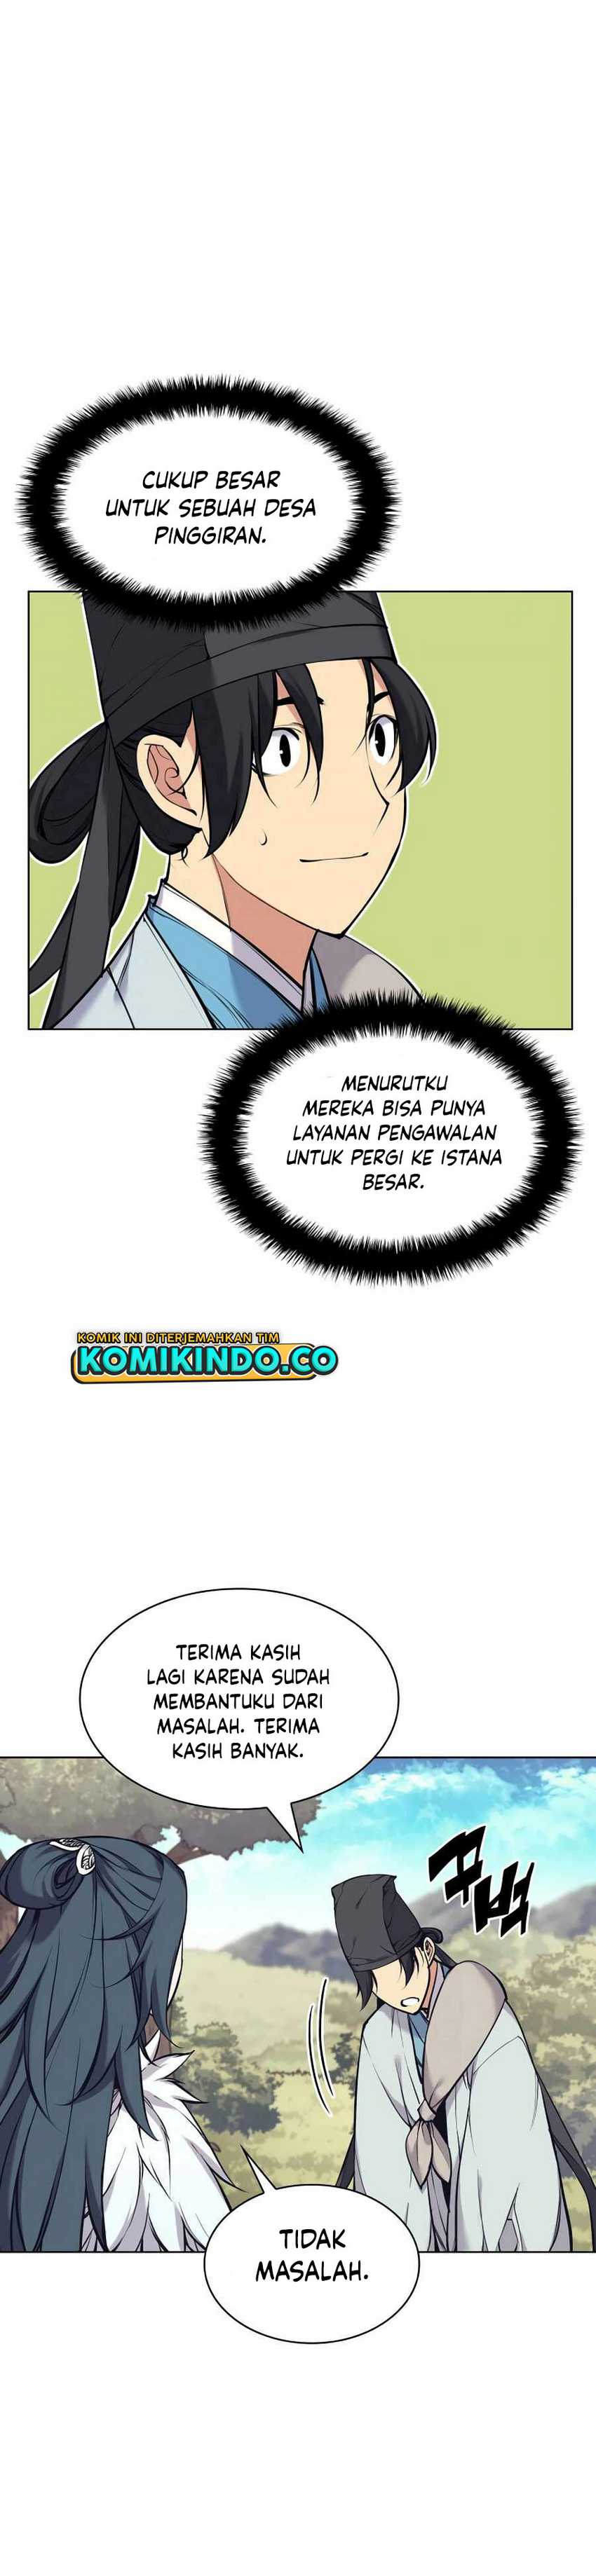 CUKUP BESAR
UNTUK SEBUAH DESA
PINGGIRAN.
MENURUTKU
MEREKA BISA PUNYA
LAYANAN PENGAWALAN
UNTUK PERGI KE ISTANA
BESAR.
KOMIK INI DITERJEMAHKAN TIM
KOMIKINDO.CO
TERIMA KASIH
LAGI KARENA SUDAH
MEMBANTUKU DARI
MASALAH. TERIMA
KASIH BANYAK.
꾸벅
TIDAK
MASALAH.